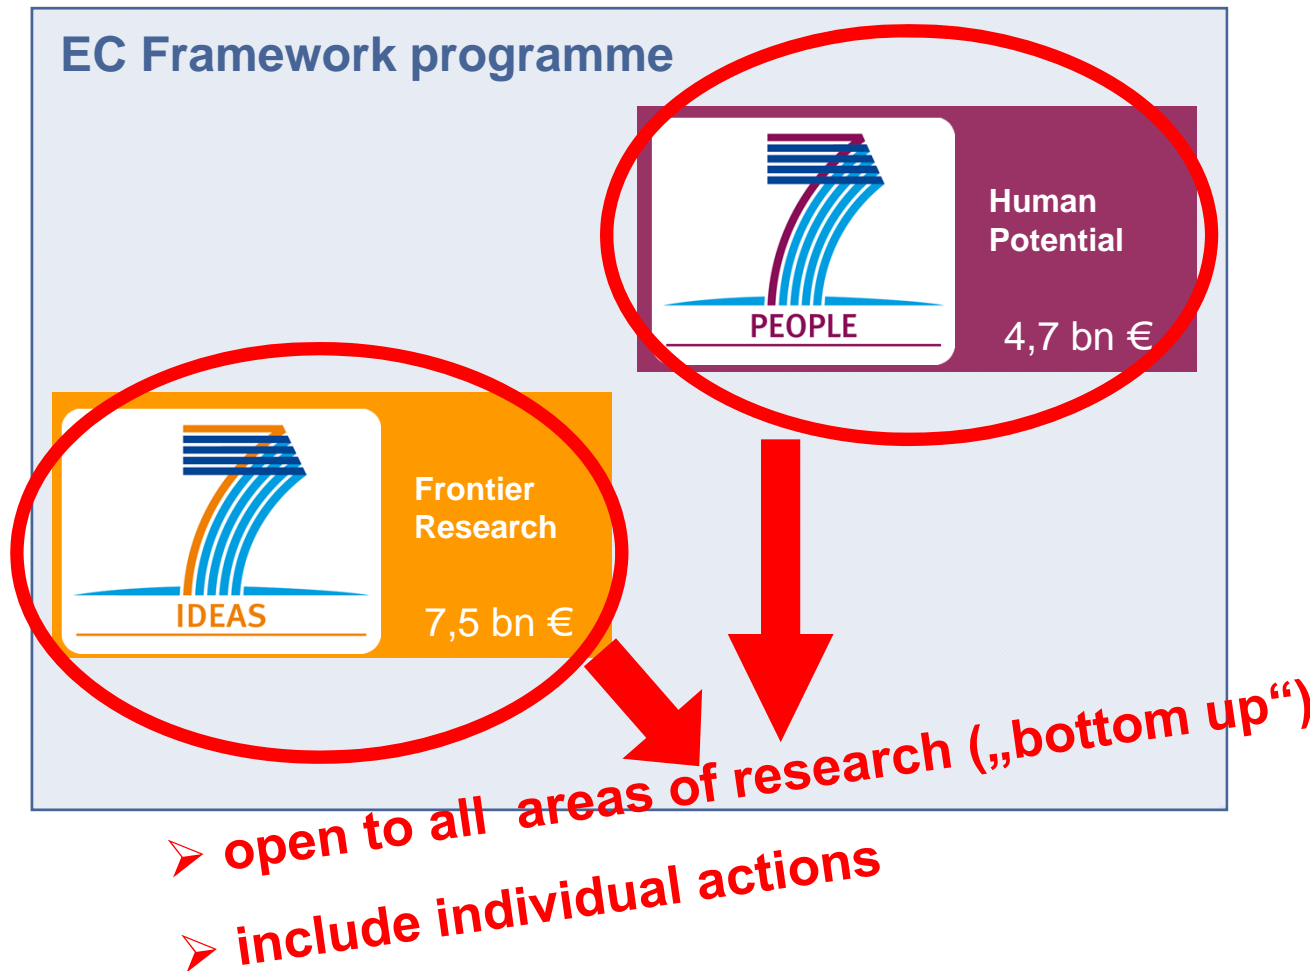 EC Framework programme
Human
Potential
PEOPLE
4,7 bn €
Frontier
Research
IDEAS
7,5 bn €
➢ open to all areas of research („bottom up“)
➢ include individual actions